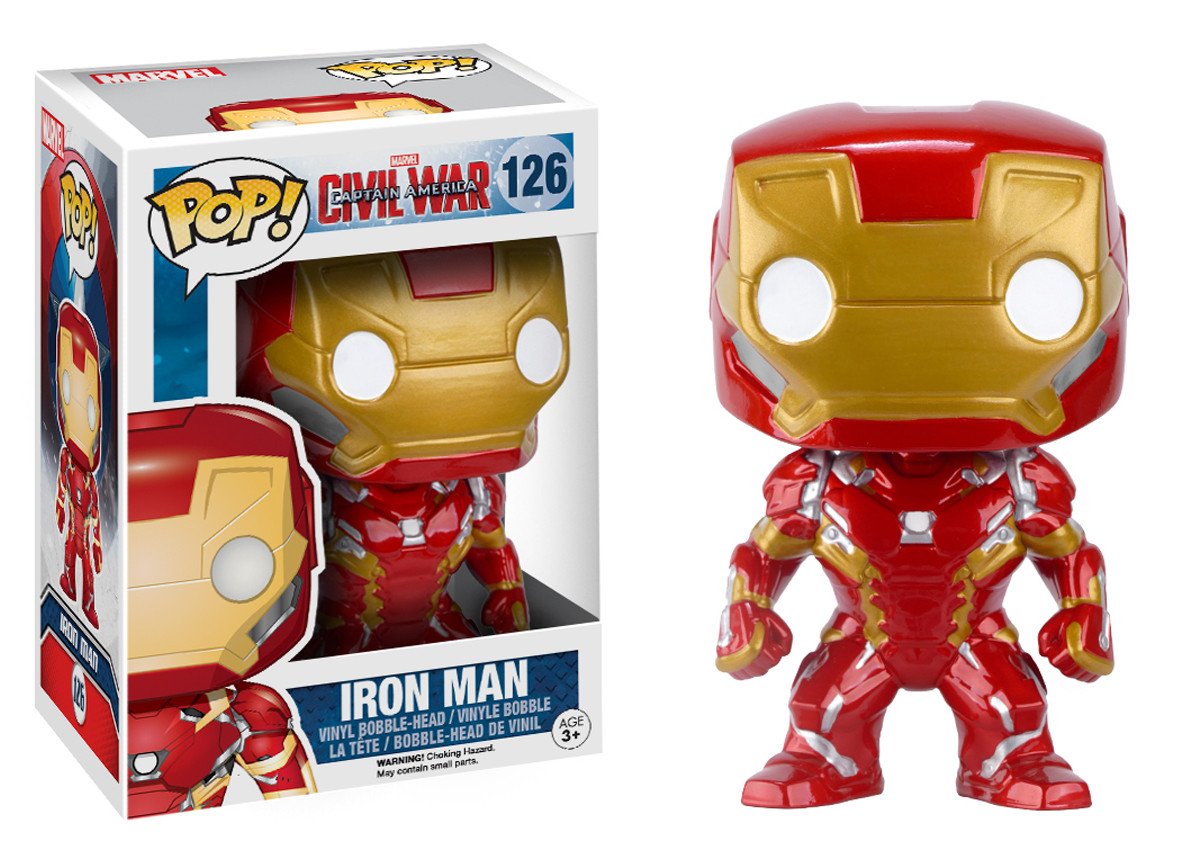 MARVEL
POP!
MARVEL
POP!
IRON MAN
126
POP!
MARVEL
CAPTAIN AMERICA
CIVIL WAR
126
IRON MAN
VINYL BOBBLE-HEAD / VINYLE BOBBLE
LA TÊTE / BOBBLE-HEAD DE VINIL
WARNING! Choking Hazard.
May contain small parts.
AGE
3+